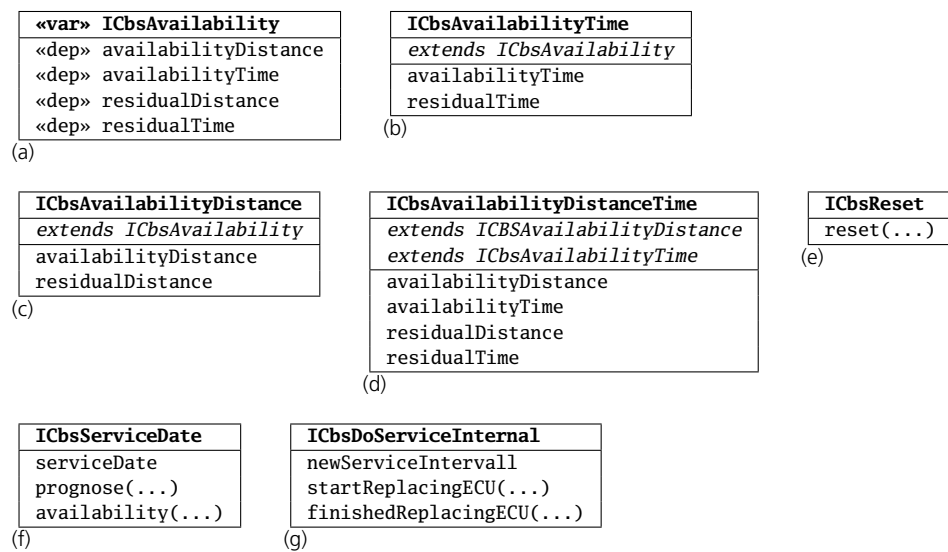 «var» ICbsAvailability
«dep» availabilityDistance
«dep» availabilityTime
«dep» residualDistance
«dep» residualTime
(a)
ICbsAvailabilityTime
extends ICbsAvailability
availabilityTime
residualTime
(b)
ICbsAvailabilityDistance
extends ICbsAvailability
availabilityDistance
residualDistance
(c)
ICbsAvailabilityDistanceTime
extends ICBSAvailabilityDistance
extends ICbsAvailabilityTime
availabilityDistance
availabilityTime
residualDistance
residualTime
(d)
ICbsReset
reset(...)
(e)
ICbsServiceDate
serviceDate
prognose(...)
availability(...)
(f)
ICbsDoServiceInternal
newServiceIntervall
startReplacingECU(...)
finishedReplacingECU(...)
(g)